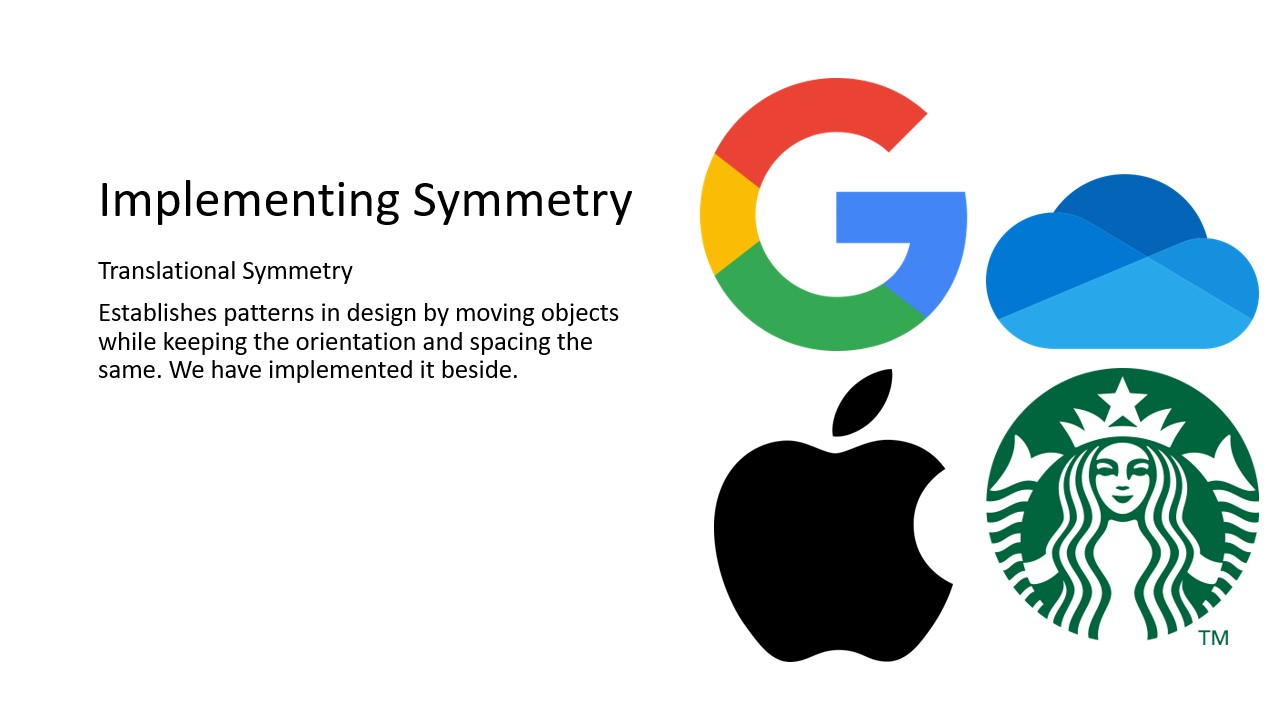 Implementing Symmetry
Translational Symmetry
Establishes patterns in design by moving objects
while keeping the orientation and spacing the
same. We have implemented it beside.
TM